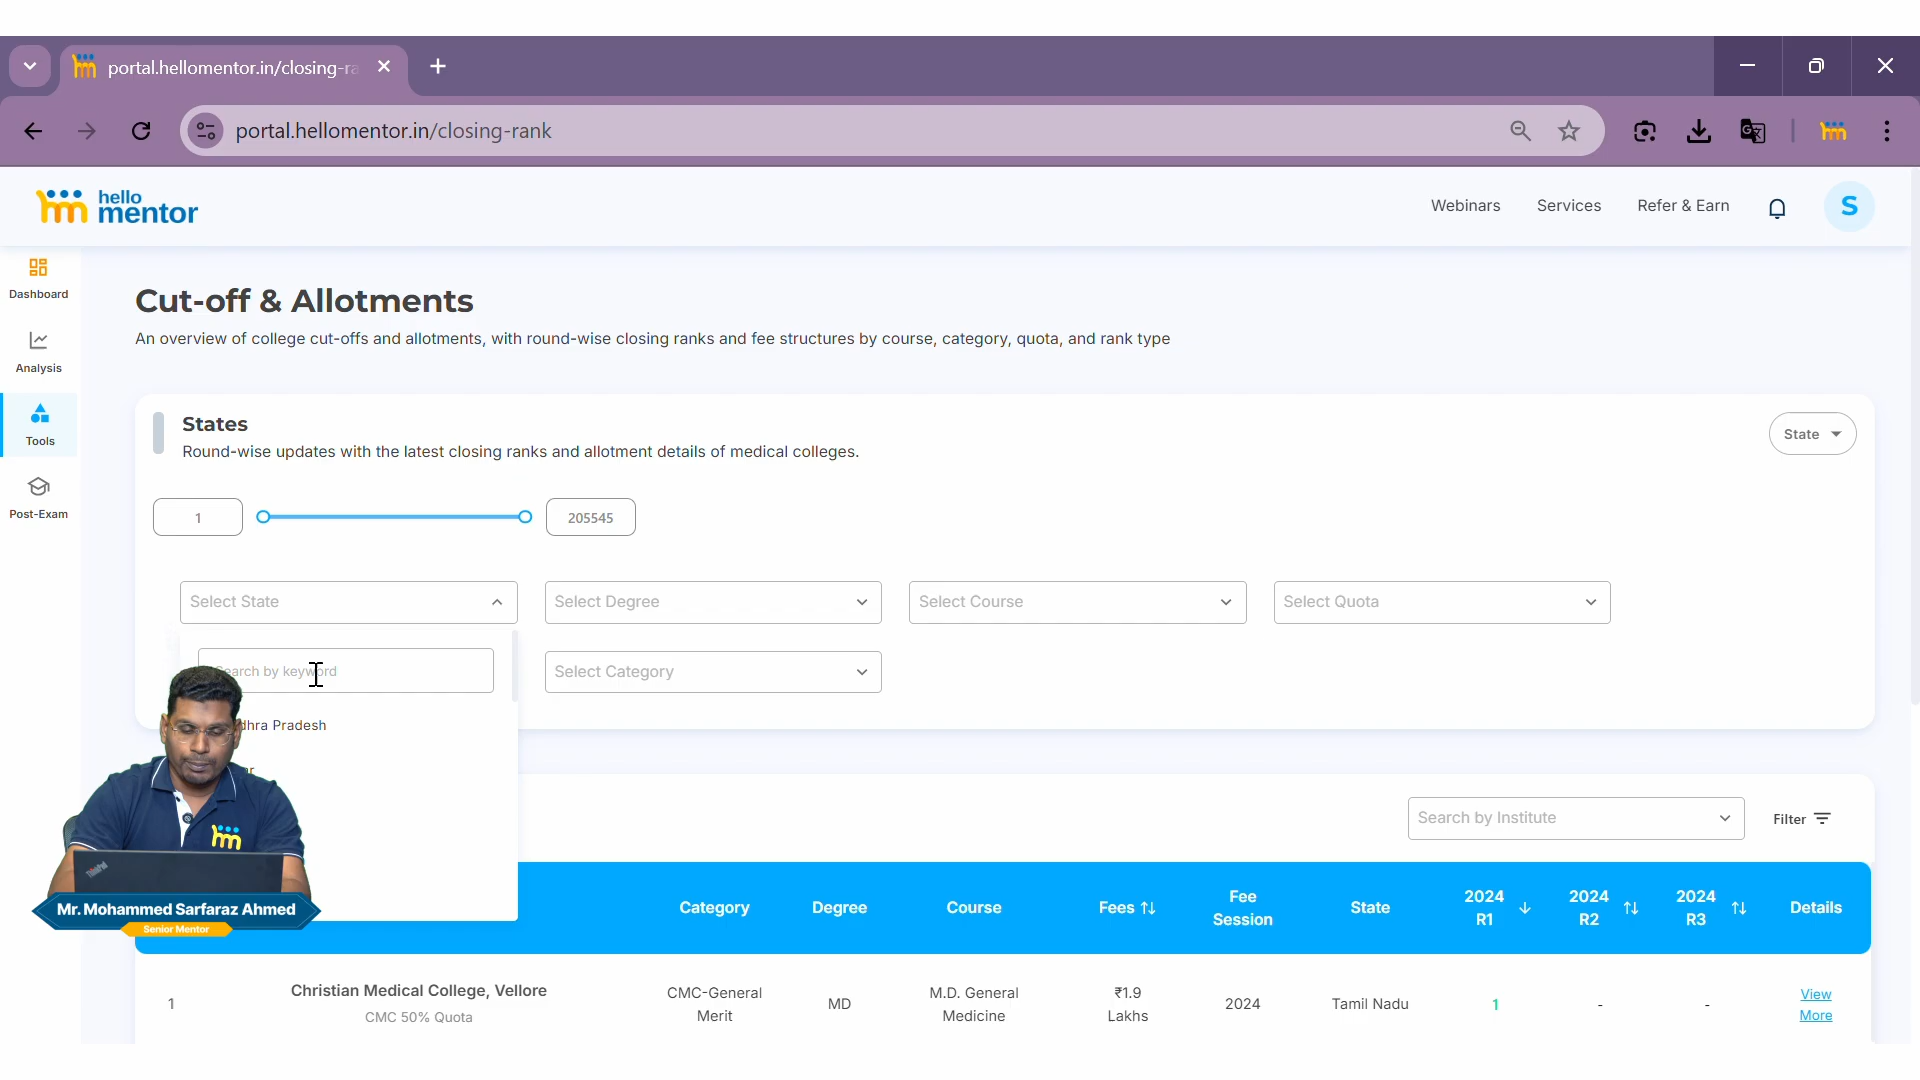 portal.hellomentor.in/closing-ra
portal.hellomentor.in/closing-rank
hello
mentor
Webinars
Services
Refer & Earn
S
Dashboard
Analysis
Tools
Post-Exam
Cut-off & Allotments
An overview of college cut-offs and allotments, with round-wise closing ranks and fee structures by course, category, quota, and rank type
States
Round-wise updates with the latest closing ranks and allotment details of medical colleges.
State
1
205545
Select State
Select Degree
Select Course
Select Quota
Search by keyword
Select Category
dhra Pradesh
Search by Institute
Filter
Category
Degree
Course
Fees
Fee
Session
State
2024
R1
2024
R2
2024
R3
Details
1
Christian Medical College, Vellore
CMC 50% Quota
CMC-General
Merit
MD
M.D. General
Medicine
₹1.9
Lakhs
2024
Tamil Nadu
1
-
-
View
More
hm
ThinkPad
Mr. Mohammed Sarfaraz Ahmed
Senior Mentor